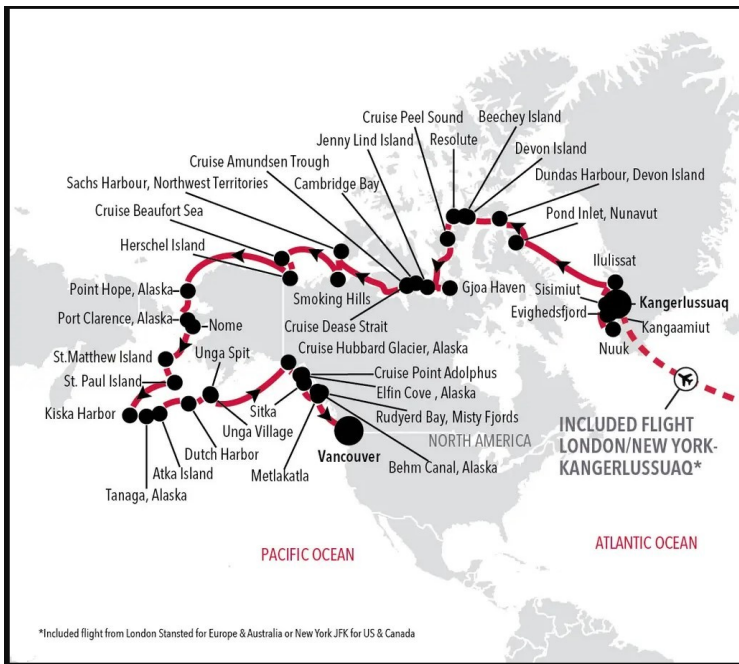 Cruise Peel Sound
Beechey Island
Jenny Lind Island
Resolute
Devon Island
Cruise Amundsen Trough
Dundas Harbour, Devon Island
Sachs Harbour, Northwest Territories
Cambridge Bay
Cruise Beaufort Sea
Pond Inlet, Nunavut
Herschel Island
Ilulissat
Point Hope, Alaska
Smoking Hills
Gjoa Haven
Sisimiut
Kangerlussuaq
Port Clarence, Alaska
Nome
Cruise Dease Strait
Evighedsfjord
Kangaamiut
Nuuk
St.Matthew Island
Unga Spit
Cruise Hubbard Glacier, Alaska
Cruise Point Adolphus
St. Paul Island
Elfin Cove , Alaska
Kiska Harbor
Sitka
Rudyerd Bay, Misty Fjords
Unga Village
NORTH AMERICA
INCLUDED FLIGHT
LONDON/NEW YORK-
KANGERLUSSUAQ*
Dutch Harbor
Vancouver
Behm Canal, Alaska
Atka Island
Metlakatla
Tanaga, Alaska
PACIFIC OCEAN
ATLANTIC OCEAN
*Included flight from London Stansted for Europe & Australia or New York JFK for US & Canada